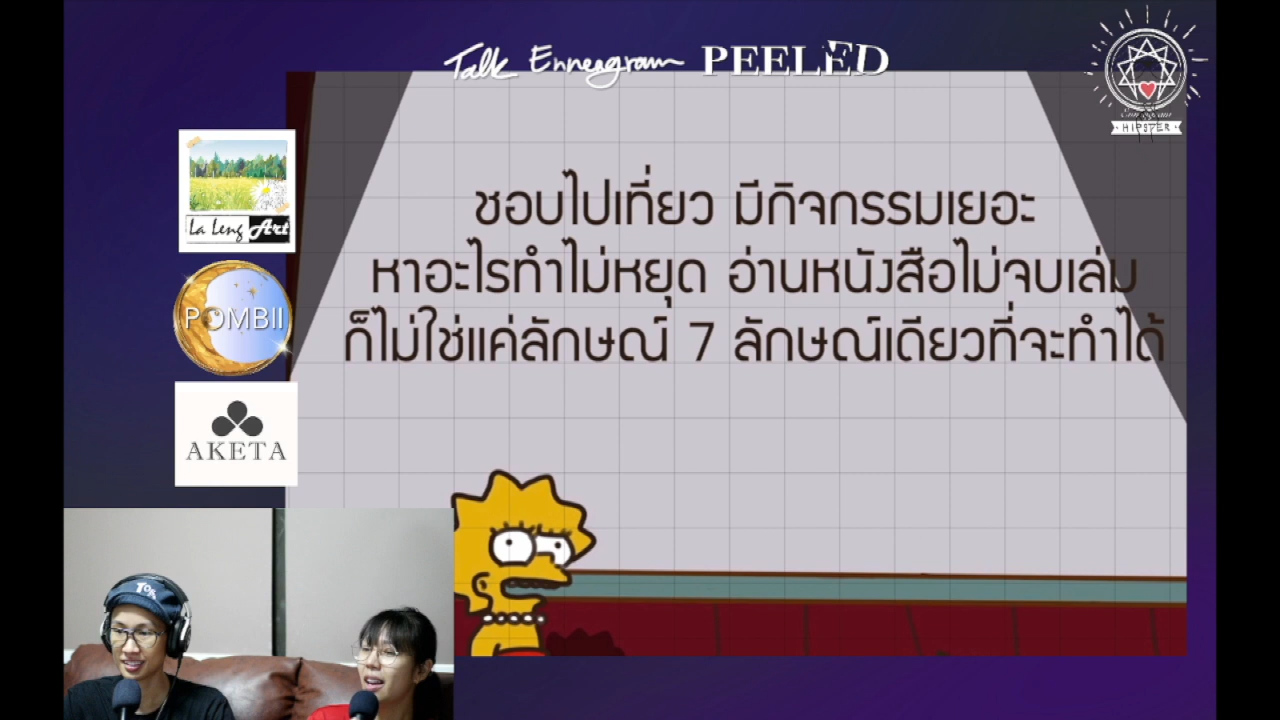 Talk Enneagram PEELED
Enneagram
HIPSTER
ชอบไปเที่ยว มีกิจกรรมเยอะ
หาอะไรทำไม่หยุด อ่านหนังสือไม่จบเล่ม
ก็ไม่ใช่แค่ลักษณ์ 7 ลักษณ์เดียวที่จะทำได้
La Leng Art
POMBII
AKETA